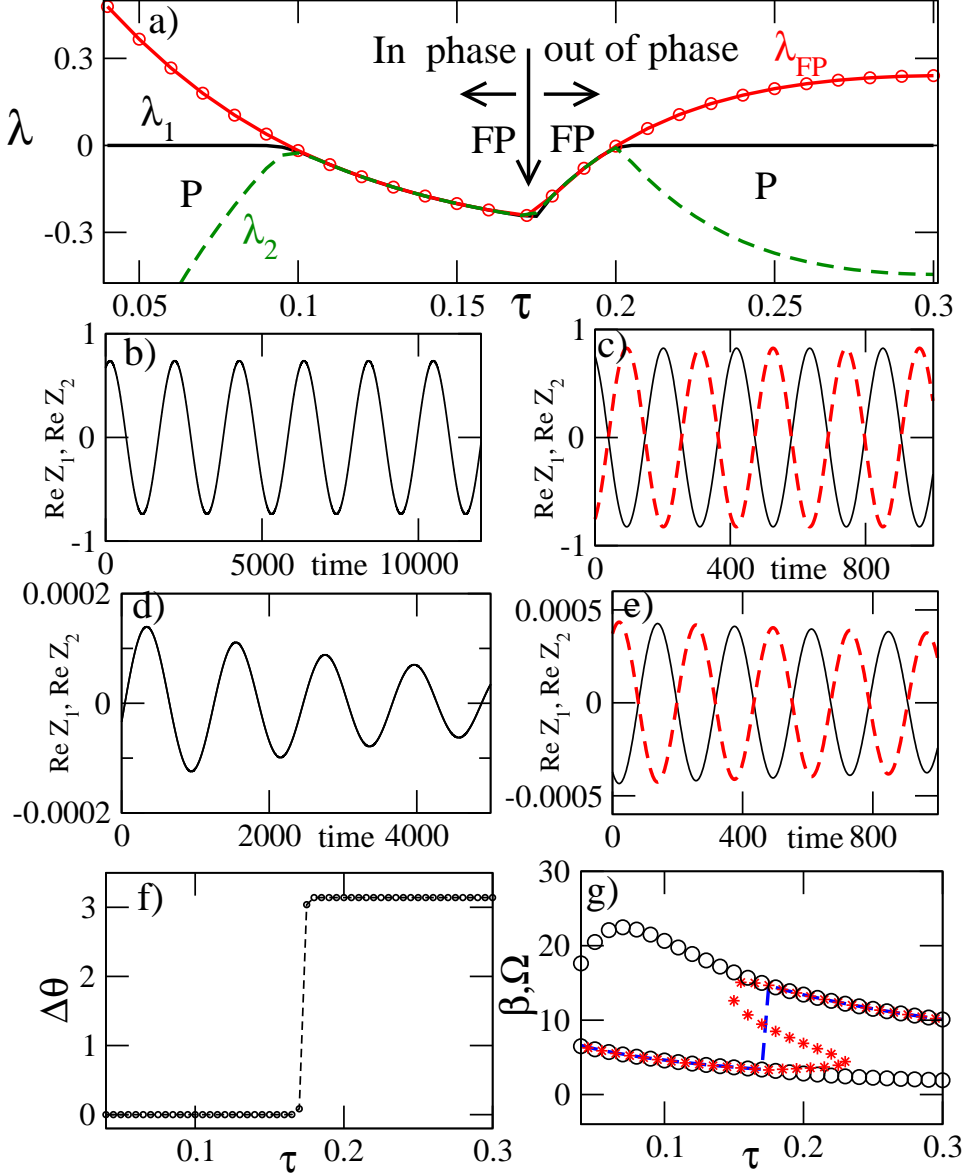 a)
In phase
out of phase
λ_FP
λ_1
FP
FP
P
P
λ_2
λ
0.3
0
-0.3
0.05
0.1
0.15
τ
0.2
0.25
0.3
b)
Re Z_1, Re Z_2
1
0
-1
0
5000
time
10000
c)
Re Z_1, Re Z_2
1
0
-1
0
400
time
800
d)
Re Z_1, Re Z_2
0.0002
0
-0.0002
0
2000
time
4000
e)
Re Z_1, Re Z_2
0.0005
0
-0.0005
0
400
time
800
f)
Δθ
3
2
1
0
0.1
τ
0.2
0.3
g)
β,Ω
30
20
10
0
0.1
τ
0.2
0.3